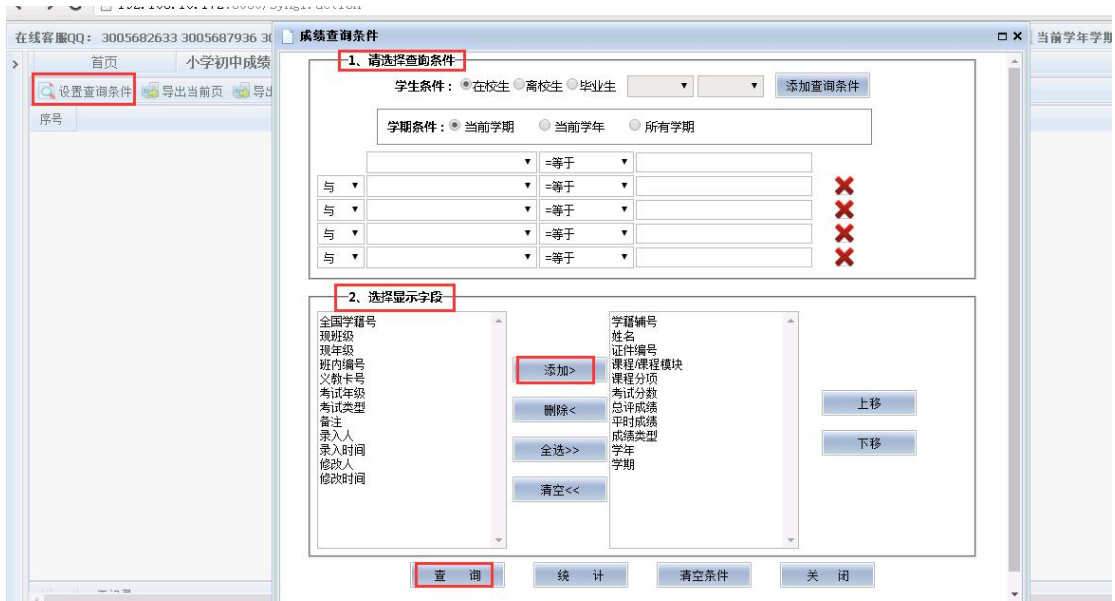 在线客服QQ: 3005682633 3005687936 30
成绩查询条件
当前学年学期
首页
小学初中成绩
设置查询条件
导出当前页
导出
序号
1、请选择查询条件
学生条件：
在校生
离校生
毕业生
添加查询条件
学期条件：
当前学期
当前学年
所有学期
=等于
与
=等于
与
=等于
与
=等于
与
=等于
2、选择显示字段
全国学籍号
现班级
现年级
班内编号
义教卡号
考试年级
考试类型
备注
录入人
录入时间
修改人
修改时间
添加>
删除<
全选>>
清空<<
学籍辅号
姓名
证件编号
课程/课程模块
课程分项
考试分数
总评成绩
平时成绩
成绩类型
学年
学期
上移
下移
查 询
统 计
清空条件
关 闭